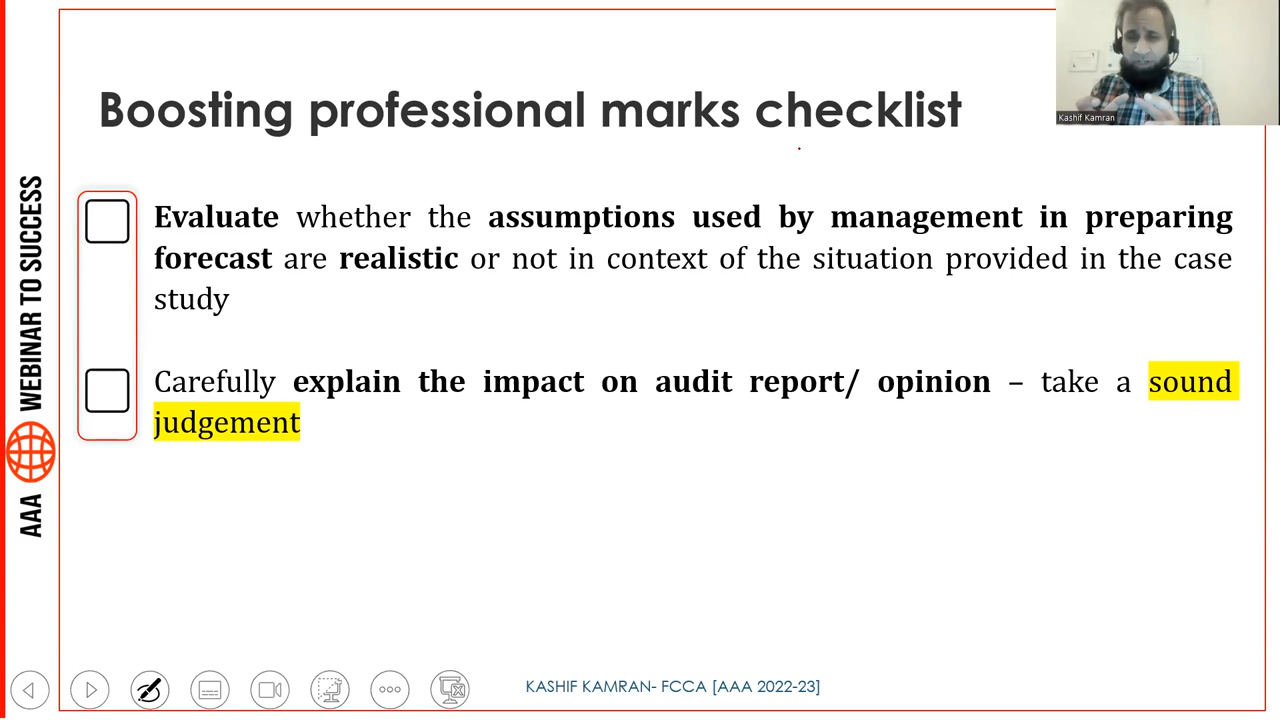 Boosting professional marks checklist
Kashif Kamran
Evaluate whether the assumptions used by management in preparing
forecast are realistic or not in context of the situation provided in the case
study
Carefully explain the impact on audit report/ opinion – take a sound
judgement
AAA WEBINAR TO SUCCESS
KASHIF KAMRAN- FCCA [AAA 2022-23]